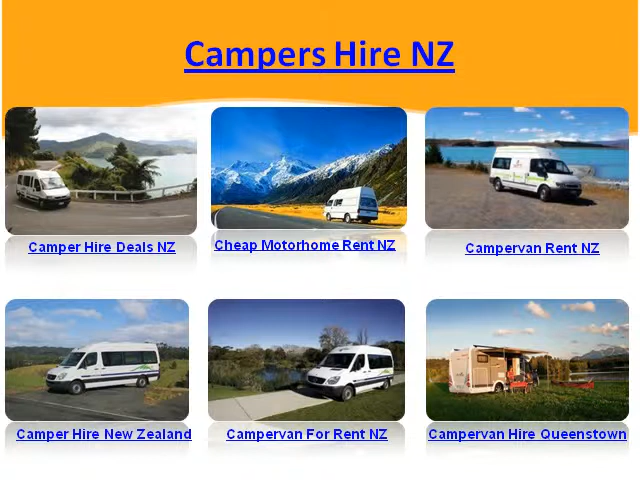 Campers Hire NZ
Camper Hire Deals NZ
Cheap Motorhome Rent NZ
Campervan Rent NZ
Camper Hire New Zealand
Campervan For Rent NZ
Campervan Hire Queenstown